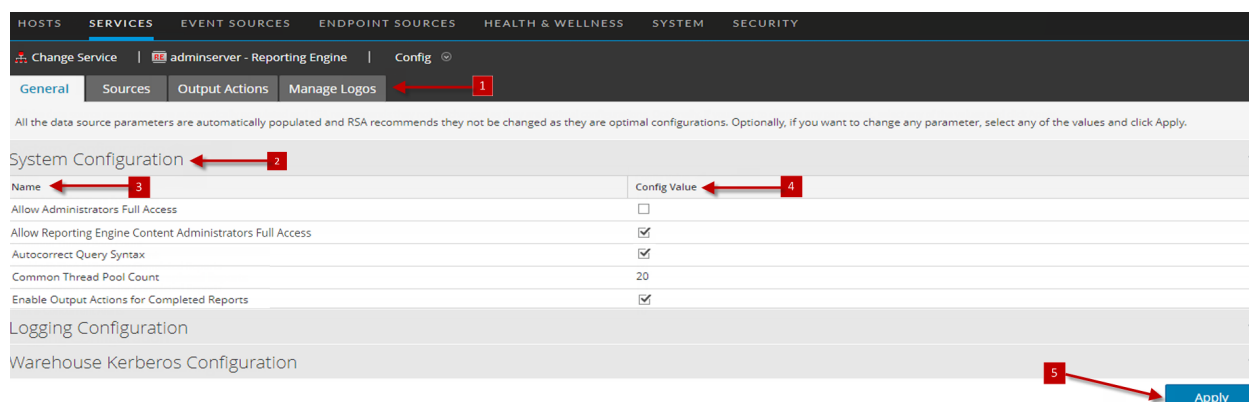 HOSTS SERVICES EVENT SOURCES ENDPOINT SOURCES HEALTH & WELLNESS SYSTEM SECURITY
Change Service | RE adminserver - Reporting Engine | Config
General Sources Output Actions Manage Logos 1
All the data source parameters are automatically populated and RSA recommends they not be changed as they are optimal configurations. Optionally, if you want to change any parameter, select any of the values and click Apply.
System Configuration 2
Name 3 Config Value 4
Allow Administrators Full Access
Allow Reporting Engine Content Administrators Full Access
Autocorrect Query Syntax
Common Thread Pool Count 20
Enable Output Actions for Completed Reports
Logging Configuration
Warehouse Kerberos Configuration
5
Apply